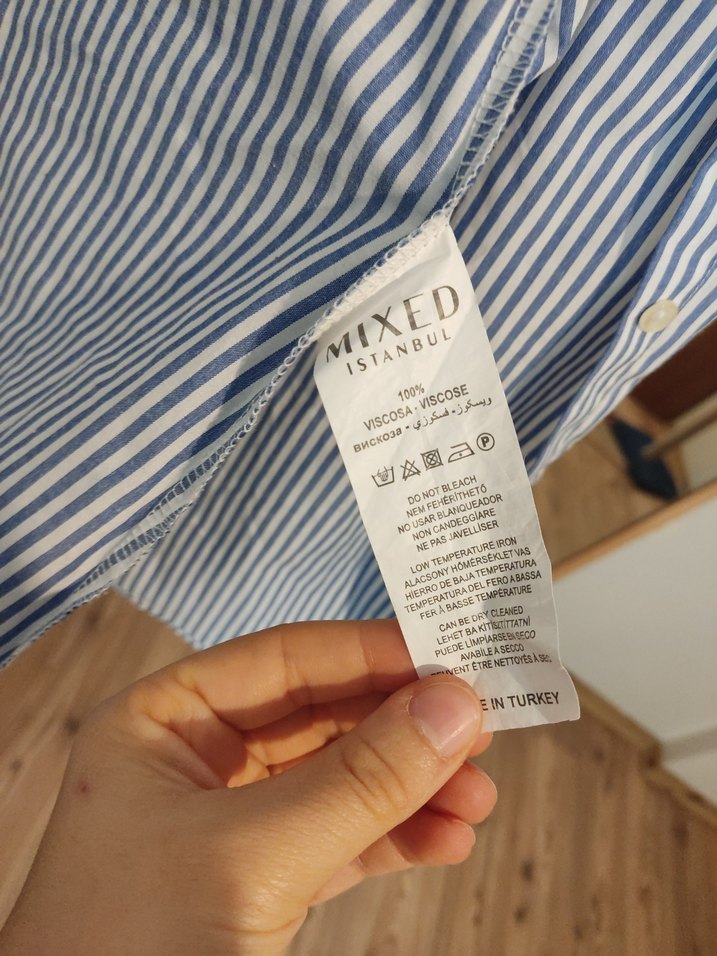 MIXED
ISTANBUL
100%
VISCOSA - VISCOSE
ويسكوز - فسكوزي - вискоза
P
DO NOT BLEACH
NEM FEHÉRÍTHETŐ
NO USAR BLANQUEADOR
NON CANDEGGIARE
NE PAS JAVELLISER
LOW TEMPERATURE IRON
ALACSONY HŐMÉRSÉKLET VAS
HIERRO DE BAJA TEMPERATURA
TEMPERATURA DEL FERO A BASSA
FER À BASSE TEMPÉRATURE
CAN BE DRY CLEANED
LEHET BA KITISZTÍTTATNI
PUEDE LIMPIARSE EN SECO
AVABILE A SECCO
PEUVENT ÊTRE NETTOYÉS À SEC
E IN TURKEY